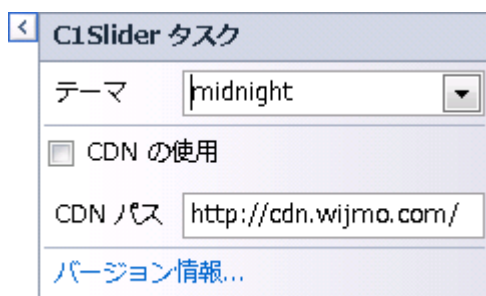 C1Slider タスク
テーマ midnight
CDN の使用
CDN パス http://cdn.wijmo.com/
バージョン情報...